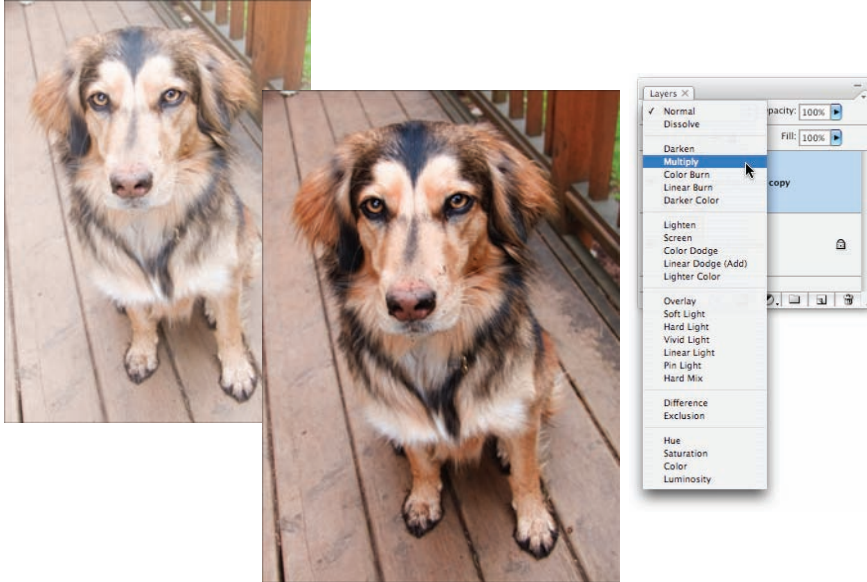 Layers ×
✓ Normal
pacity: 100%
Dissolve
Fill: 100%
Darken
Multiply
Color Burn
copy
Linear Burn
Darker Color
Lighten
Screen
Color Dodge
Linear Dodge (Add)
Lighter Color
Overlay
Soft Light
Hard Light
Vivid Light
Linear Light
Pin Light
Hard Mix
Difference
Exclusion
Hue
Saturation
Color
Luminosity